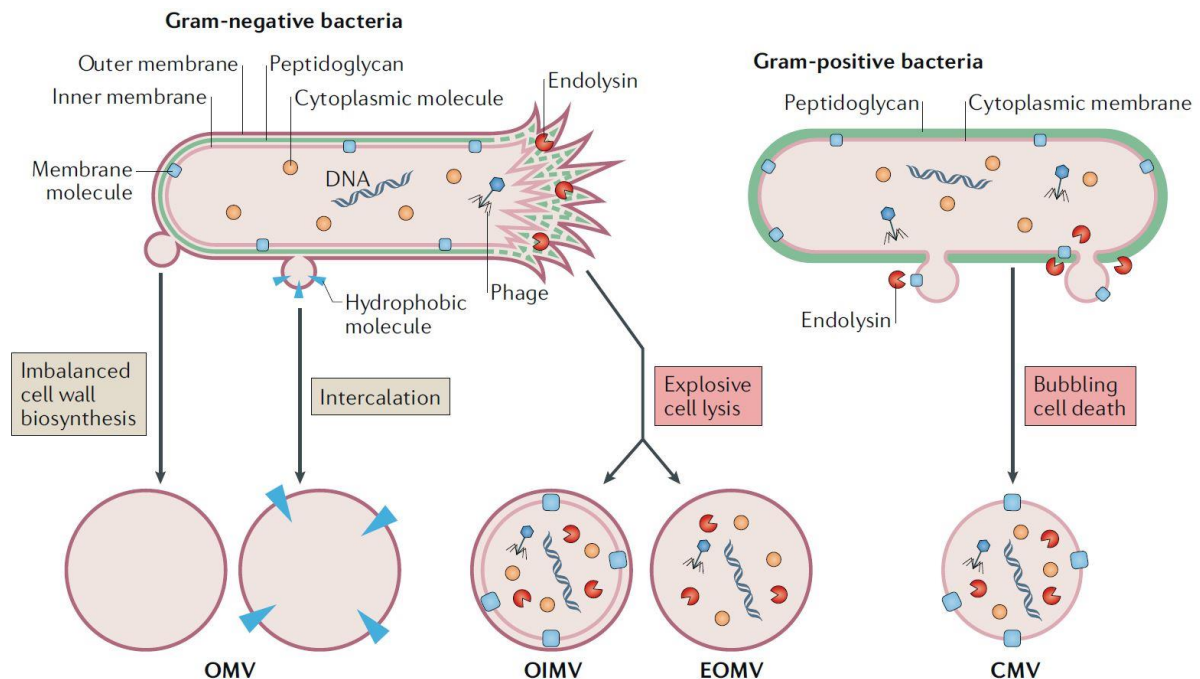 Gram-negative bacteria
Outer membrane
Peptidoglycan
Inner membrane
Cytoplasmic molecule
Endolysin
Membrane
molecule
DNA
Phage
Hydrophobic
molecule
Gram-positive bacteria
Peptidoglycan
Cytoplasmic membrane
Endolysin
Imbalanced
cell wall
biosynthesis
Intercalation
Explosive
cell lysis
Bubbling
cell death
OMV
OIMV
EOMV
CMV